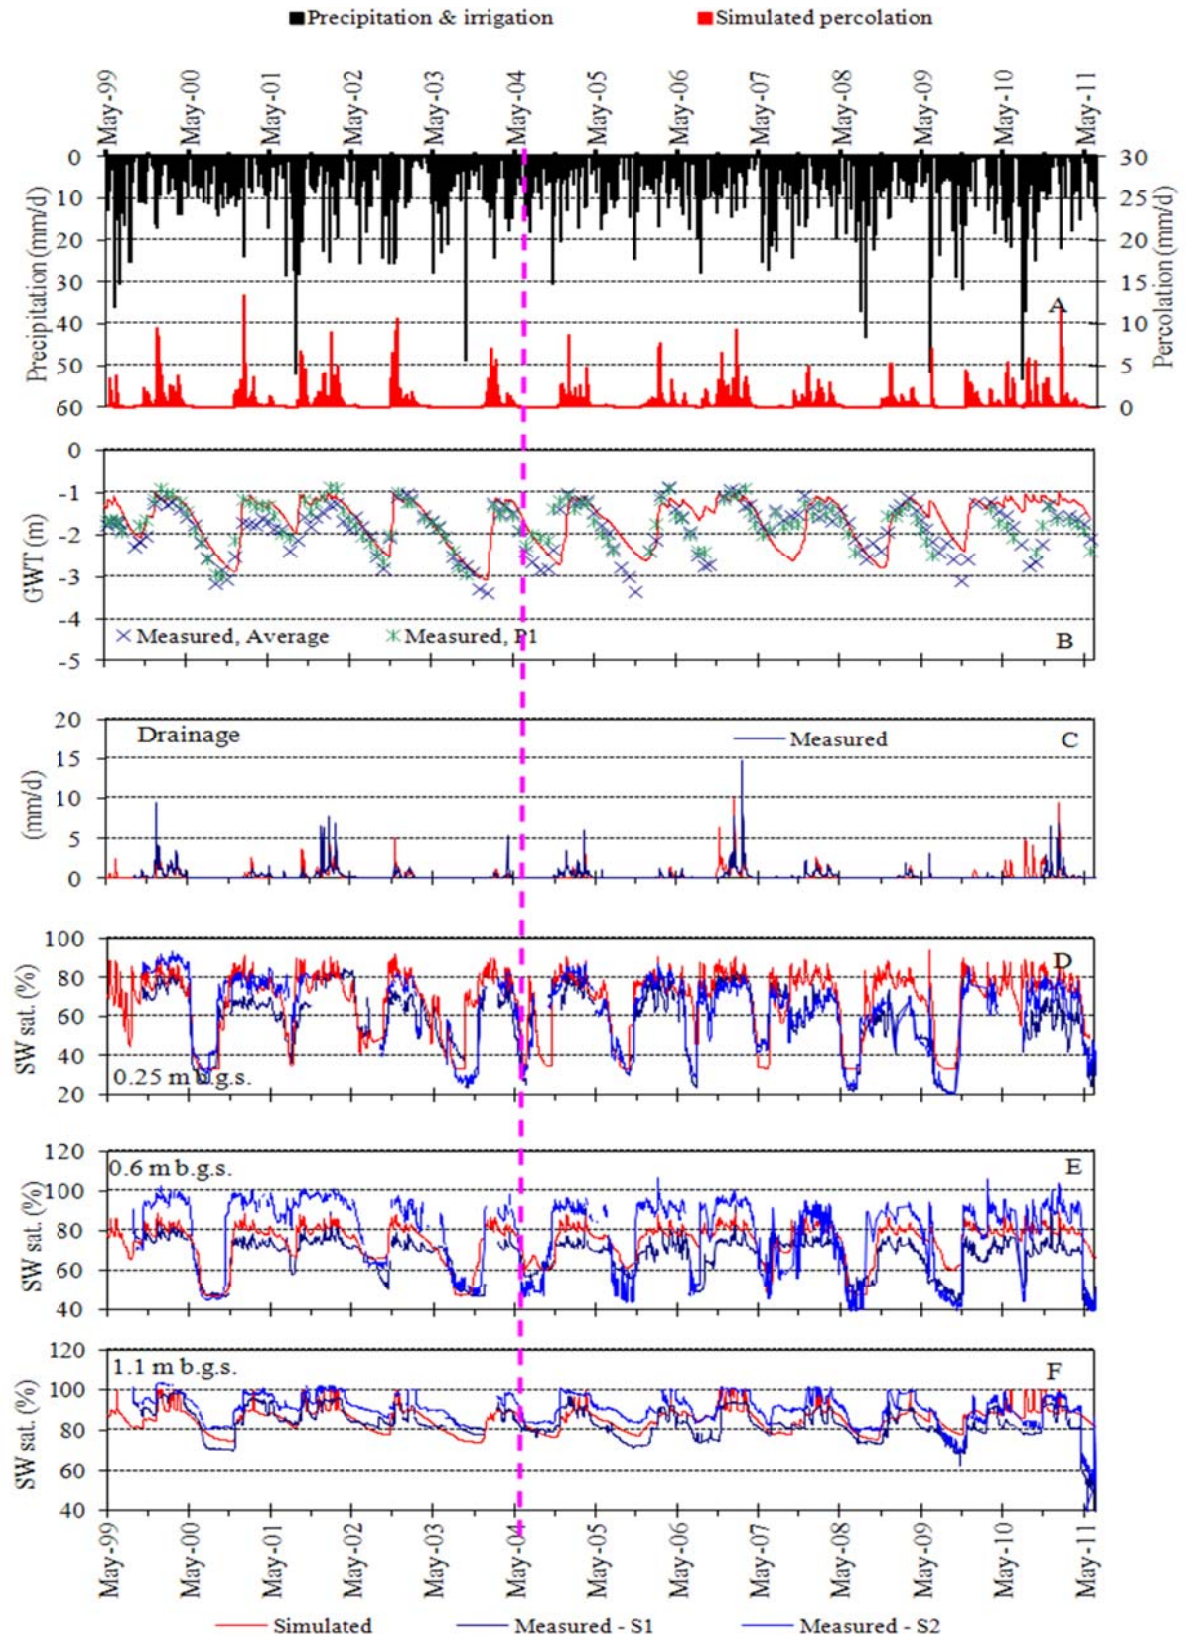 Precipitation & irrigation Simulated percolation
May-99 May-00 May-01 May-02 May-03 May-04 May-05 May-06 May-07 May-08 May-09 May-10 May-11
Precipitation (mm/d)
0
10
20
30
40
50
60
30
25
20
15
10
5
0
Percolation (mm/d)
A
GWT (m)
0
-1
-2
-3
-4
-5
Measured, Average Measured, P1
B
(mm/d)
20
15
10
5
0
Drainage
Measured
C
SW sat. (%)
100
80
60
40
20
0.25 m b.g.s.
D
SW sat. (%)
120
100
80
60
40
0.6 m b.g.s.
E
SW sat. (%)
120
100
80
60
40
1.1 m b.g.s.
F
May-99 May-00 May-01 May-02 May-03 May-04 May-05 May-06 May-07 May-08 May-09 May-10 May-11
Simulated Measured - S1 Measured - S2